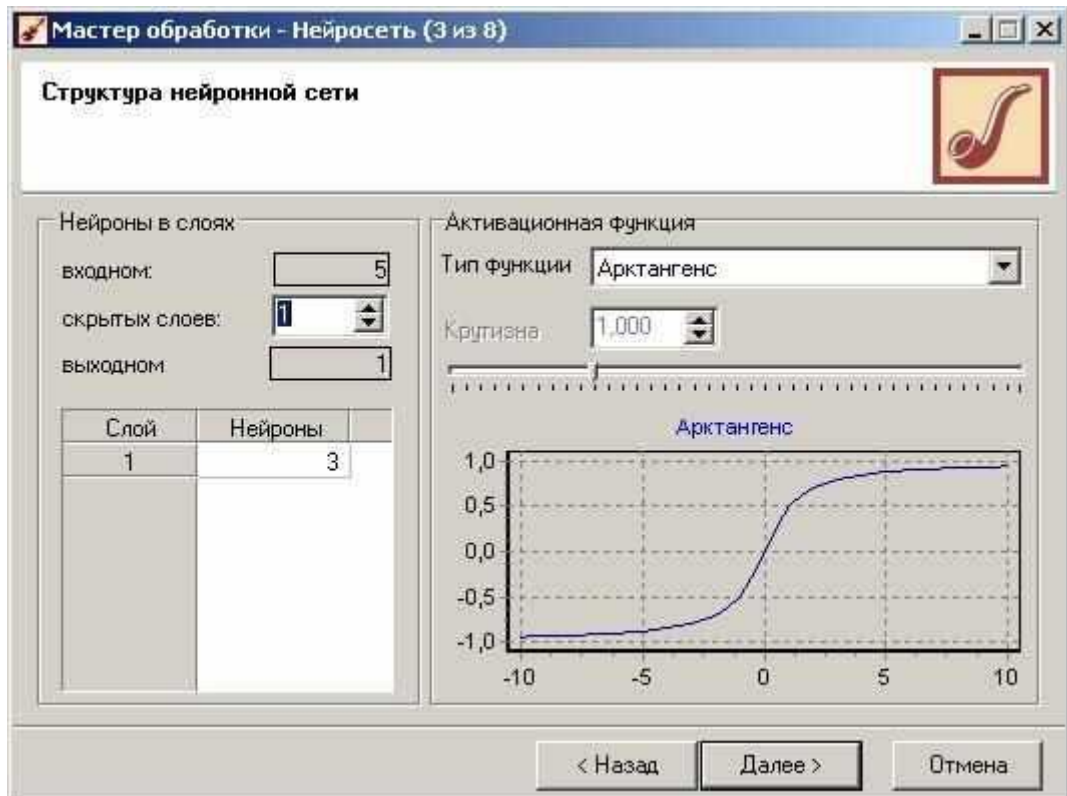 Мастер обработки - Нейросеть (3 из 8)
Структура нейронной сети
Нейроны в слоях
входном: 5
скрытых слоев: 1
выходном 1
Слой Нейроны
1 3
Активационная функция
Тип функции Арктангенс
Крутизна 1,000
Арктангенс
1,0
0,5
0,0
-0,5
-1,0
-10 -5 0 5 10
< Назад Далее > Отмена